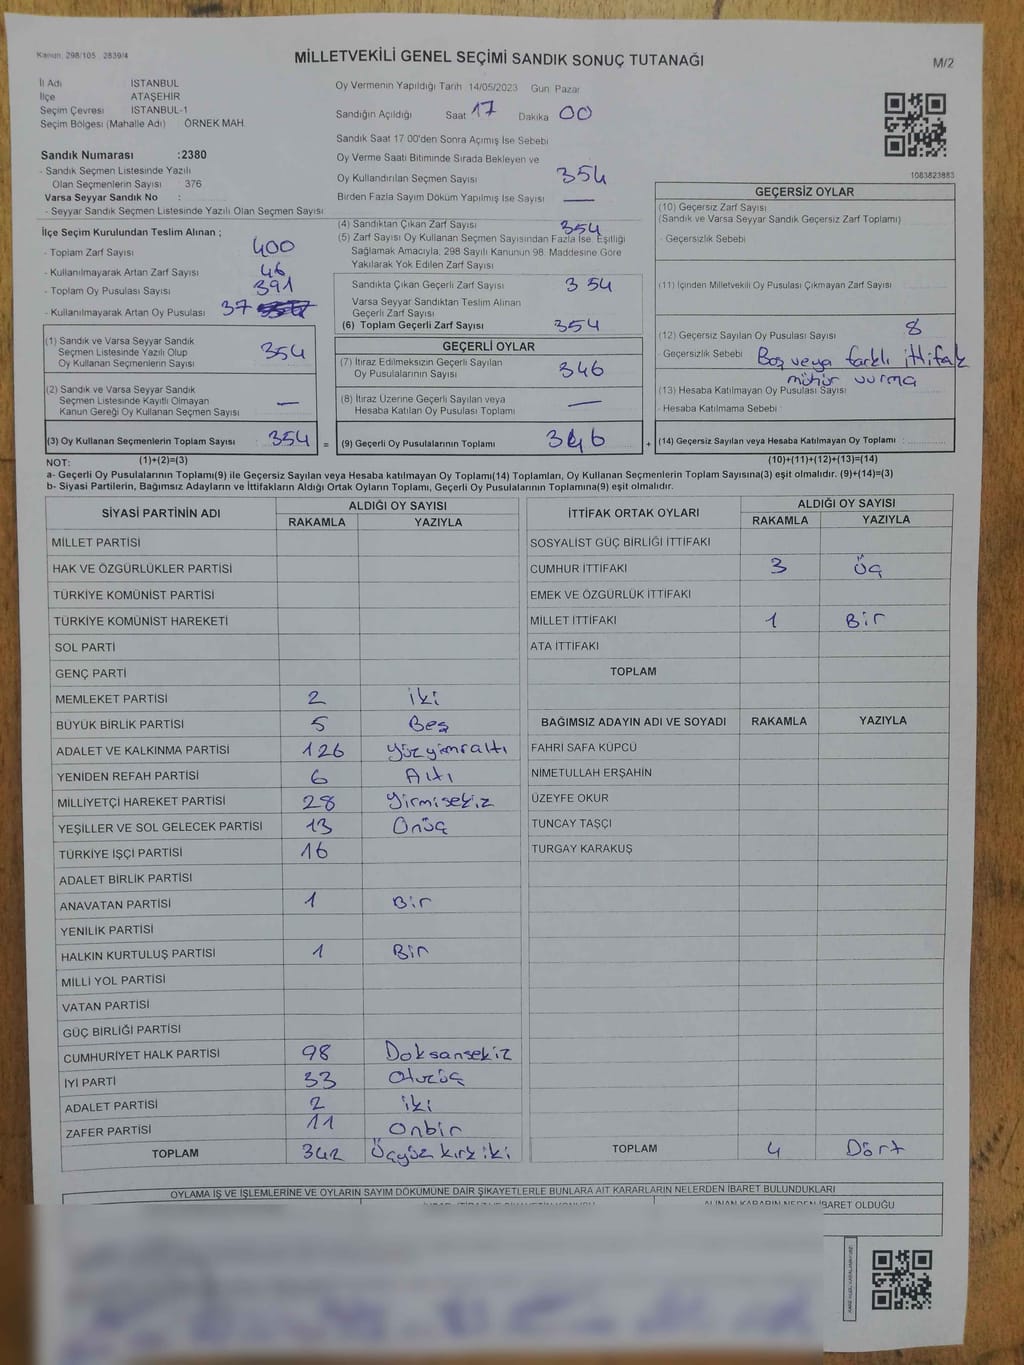 Kanun 298/105 2839/4
MİLLETVEKİLİ GENEL SEÇİMİ SANDIK SONUÇ TUTANAĞI
M/2
İl Adı İSTANBUL
İlçe ATAŞEHİR
Seçim Çevresi İSTANBUL-1
Seçim Bölgesi (Mahalle Adı) ÖRNEK MAH.
Sandık Numarası :2380
- Sandık Seçmen Listesinde Yazılı
Olan Seçmenlerin Sayısı 376
Varsa Seyyar Sandık No :
- Seyyar Sandık Seçmen Listesinde Yazılı Olan Seçmen Sayısı
İlçe Seçim Kurulundan Teslim Alınan ;
- Toplam Zarf Sayısı 400
- Kullanılmayarak Artan Zarf Sayısı 46
- Toplam Oy Pusulası Sayısı 391
- Kullanılmayarak Artan Oy Pusulası 37
(1) Sandık ve Varsa Seyyar Sandık
Seçmen Listesinde Yazılı Olup
Oy Kullanan Seçmenlerin Sayısı 354
(2) Sandık ve Varsa Seyyar Sandık
Seçmen Listesinde Kayıtlı Olmayan
Kanun Gereği Oy Kullanan Seçmen Sayısı —
(3) Oy Kullanan Seçmenlerin Toplam Sayısı : 354 =
Oy Vermenin Yapıldığı Tarih 14/05/2023 Gün Pazar
Sandığın Açıldığı Saat 17 Dakika 00
Sandık Saat 17 00'den Sonra Açımış İse Sebebi
Oy Verme Saati Bitiminde Sırada Bekleyen ve
Oy Kullandırılan Seçmen Sayısı 354
Birden Fazla Sayım Döküm Yapılmış İse Sayısı —
(4) Sandıktan Çıkan Zarf Sayısı 354
(5) Zarf Sayısı Oy Kullanan Seçmen Sayısından Fazla İse, Eşitliği
Sağlamak Amacıyla, 298 Sayılı Kanunun 98. Maddesine Göre
Yakılarak Yok Edilen Zarf Sayısı
Sandıkta Çıkan Geçerli Zarf Sayısı 354
Varsa Seyyar Sandıktan Teslim Alınan
Geçerli Zarf Sayısı
(6) Toplam Geçerli Zarf Sayısı 354
GEÇERLİ OYLAR
(7) İtiraz Edilmeksizin Geçerli Sayılan
Oy Pusulalarının Sayısı 346
(8) İtiraz Üzerine Geçerli Sayılan veya
Hesaba Katılan Oy Pusulası Toplamı —
(9) Geçerli Oy Pusulalarının Toplamı 346 +
1083823883
GEÇERSİZ OYLAR
(10) Geçersiz Zarf Sayısı
(Sandık ve Varsa Seyyar Sandık Geçersiz Zarf Toplamı)
- Geçersizlik Sebebi
(11) İçinden Milletvekili Oy Pusulası Çıkmayan Zarf Sayısı
(12) Geçersiz Sayılan Oy Pusulası Sayısı 8
- Geçersizlik Sebebi Boş veya farklı ittifak
mühür vurma
(13) Hesaba Katılmayan Oy Pusulası Sayısı
- Hesaba Katılmama Sebebi
(14) Geçersiz Sayılan veya Hesaba Katılmayan Oy Toplamı :
NOT: (1)+(2)=(3) (10)+(11)+(12)+(13)=(14)
a- Geçerli Oy Pusulalarının Toplamı(9) ile Geçersiz Sayılan veya Hesaba katılmayan Oy Toplamı(14) Toplamları, Oy Kullanan Seçmenlerin Toplam Sayısına(3) eşit olmalıdır. (9)+(14)=(3)
b- Siyasi Partilerin, Bağımsız Adayların ve İttifakların Aldığı Ortak Oyların Toplamı, Geçerli Oy Pusulalarının Toplamına(9) eşit olmalıdır.
SİYASİ PARTİNİN ADI ALDIĞI OY SAYISI
RAKAMLA YAZIYLA
MİLLET PARTİSİ
HAK VE ÖZGÜRLÜKLER PARTİSİ
TÜRKİYE KOMÜNİST PARTİSİ
TÜRKİYE KOMÜNİST HAREKETİ
SOL PARTİ
GENÇ PARTİ
MEMLEKET PARTİSİ 2 iki
BÜYÜK BİRLİK PARTİSİ 5 Beş
ADALET VE KALKINMA PARTİSİ 126 yüzyirmialtı
YENİDEN REFAH PARTİSİ 6 Altı
MİLLİYETÇİ HAREKET PARTİSİ 28 yirmisekiz
YEŞİLLER VE SOL GELECEK PARTİSİ 13 Onüç
TÜRKİYE İŞÇİ PARTİSİ 16
ADALET BİRLİK PARTİSİ
ANAVATAN PARTİSİ 1 Bir
YENİLİK PARTİSİ
HALKIN KURTULUŞ PARTİSİ 1 Bir
MİLLİ YOL PARTİSİ
VATAN PARTİSİ
GÜÇ BİRLİĞİ PARTİSİ
CUMHURİYET HALK PARTİSİ 98 Doksansekiz
İYİ PARTİ 33 Otuzüç
ADALET PARTİSİ 2 iki
ZAFER PARTİSİ 11 Onbir
TOPLAM 342 Üçyüz kırk iki
İTTİFAK ORTAK OYLARI ALDIĞI OY SAYISI
RAKAMLA YAZIYLA
SOSYALİST GÜÇ BİRLİĞİ İTTİFAKI
CUMHUR İTTİFAKI 3 Üç
EMEK VE ÖZGÜRLÜK İTTİFAKI
MİLLET İTTİFAKI 1 Bir
ATA İTTİFAKI
TOPLAM
BAĞIMSIZ ADAYIN ADI VE SOYADI RAKAMLA YAZIYLA
FAHRİ SAFA KÜPCÜ
NİMETULLAH ERŞAHİN
ÜZEYFE OKUR
TUNCAY TAŞÇI
TURGAY KARAKUŞ
TOPLAM 4 Dört
OYLAMA İŞ VE İŞLEMLERİNE VE OYLARIN SAYIM DÖKÜMÜNE DAİR ŞİKAYETLERLE BUNLARA AİT KARARLARIN NELERDEN İBARET BULUNDUKLARI
ALINAN KARARIN NEDEN İBARET OLDUĞU